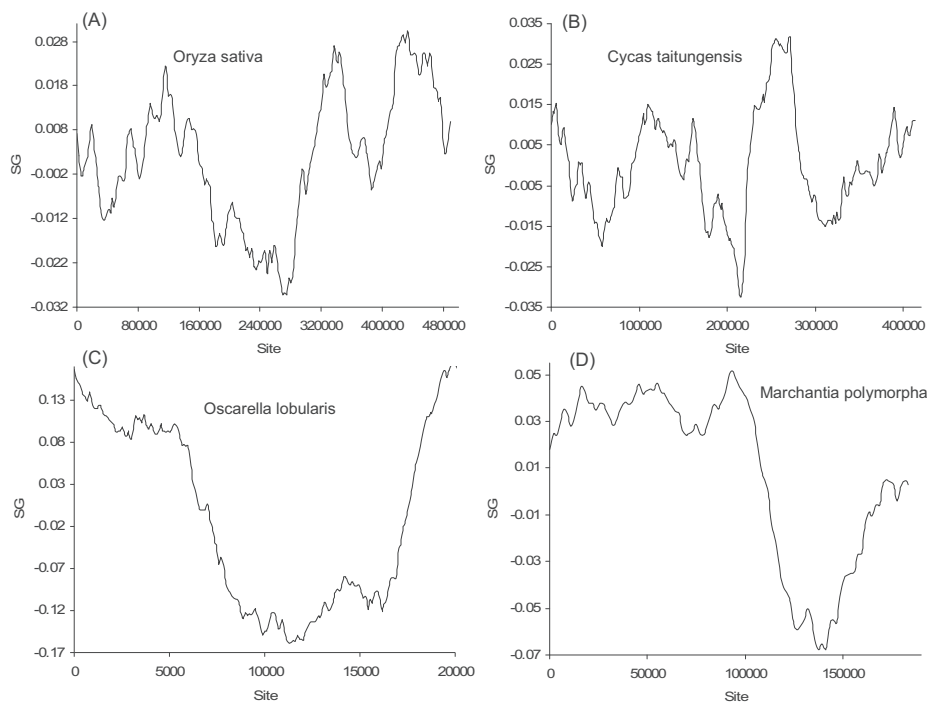 (A)
Oryza sativa
0.028
0.018
0.008
-0.002
-0.012
-0.022
-0.032
SG
0 80000 160000 240000 320000 400000 480000
Site
(B)
Cycas taitungensis
0.035
0.025
0.015
0.005
-0.005
-0.015
-0.025
-0.035
SG
0 100000 200000 300000 400000
Site
(C)
Oscarella lobularis
0.13
0.08
0.03
-0.02
-0.07
-0.12
-0.17
SG
0 5000 10000 15000 20000
Site
(D)
Marchantia polymorpha
0.05
0.03
0.01
-0.01
-0.03
-0.05
-0.07
SG
0 50000 100000 150000
Site